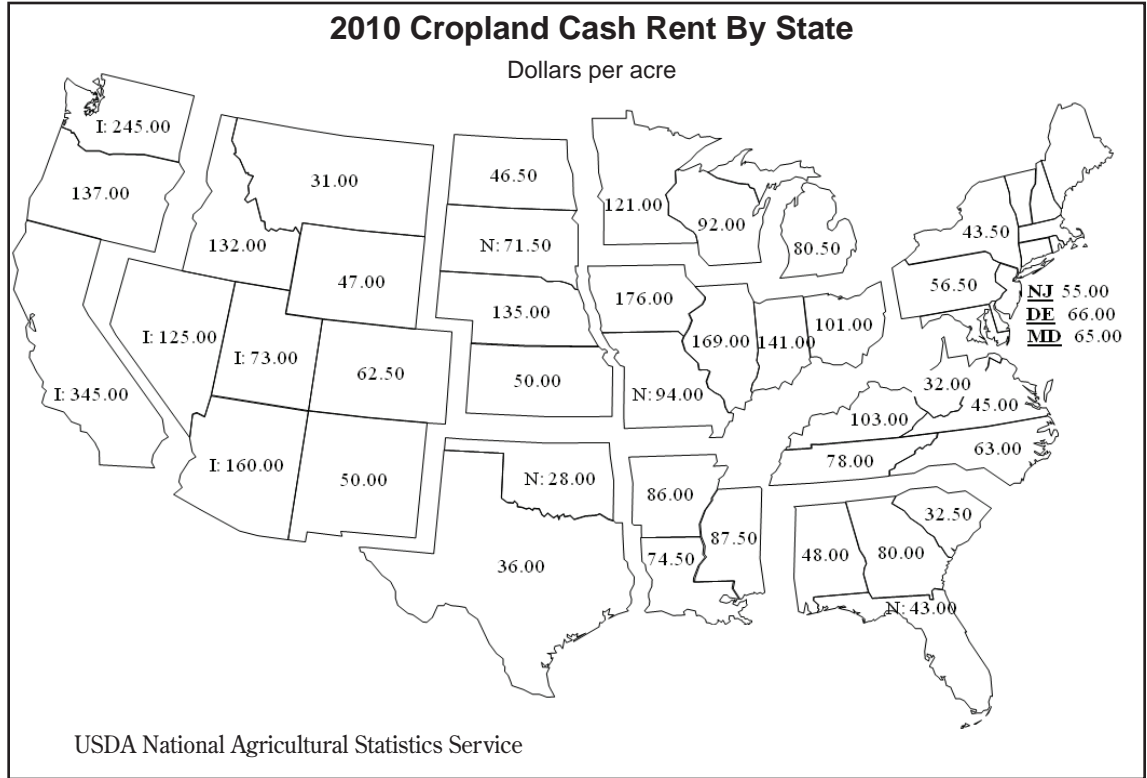 2010 Cropland Cash Rent By State
Dollars per acre
I: 245.00
137.00
31.00
132.00
47.00
46.50
N: 71.50
135.00
50.00
121.00
92.00
80.50
43.50
56.50
NJ 55.00
DE 66.00
MD 65.00
176.00
169.00
141.00
101.00
I: 125.00
I: 73.00
62.50
I: 345.00
N: 94.00
32.00
45.00
103.00
63.00
78.00
I: 160.00
50.00
N: 28.00
86.00
32.50
36.00
74.50
87.50
48.00
80.00
N: 43.00
USDA National Agricultural Statistics Service